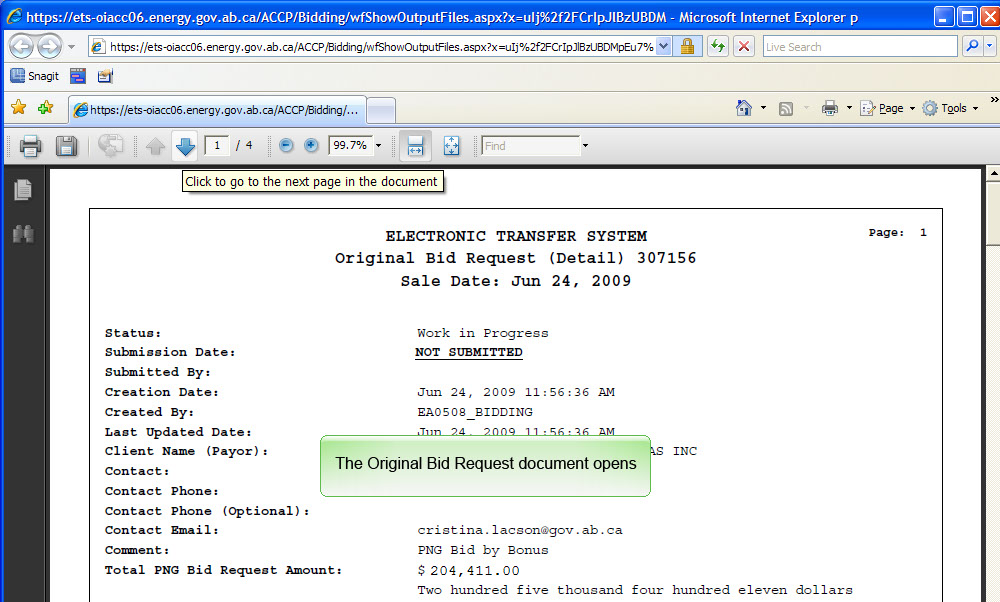 https://ets-oiacc06.energy.gov.ab.ca/ACCP/Bidding/wfShowOutputFiles.aspx?x=uIj%2f2FCrIpJlBzUBDM - Microsoft Internet Explorer p
https://ets-oiacc06.energy.gov.ab.ca/ACCP/Bidding/wfShowOutputFiles.aspx?x=uIj%2f2FCrIpJlBzUBDMpEu7%
Live Search
Snagit
https://ets-oiacc06.energy.gov.ab.ca/ACCP/Bidding/...
Page
Tools
»
1 / 4
99.7%
Find
Click to go to the next page in the document
ELECTRONIC TRANSFER SYSTEM
Page: 1
Original Bid Request (Detail) 307156
Sale Date: Jun 24, 2009
Status: Work in Progress
Submission Date: NOT SUBMITTED
Submitted By:
Creation Date: Jun 24, 2009 11:56:36 AM
Created By: EA0508_BIDDING
Last Updated Date: Jun 24, 2009 11:56:36 AM
Client Name (Payor): AS INC
The Original Bid Request document opens
Contact:
Contact Phone:
Contact Phone (Optional):
Contact Email: cristina.lacson@gov.ab.ca
Comment: PNG Bid by Bonus
Total PNG Bid Request Amount: $ 204,411.00
Two hundred five thousand four hundred eleven dollars